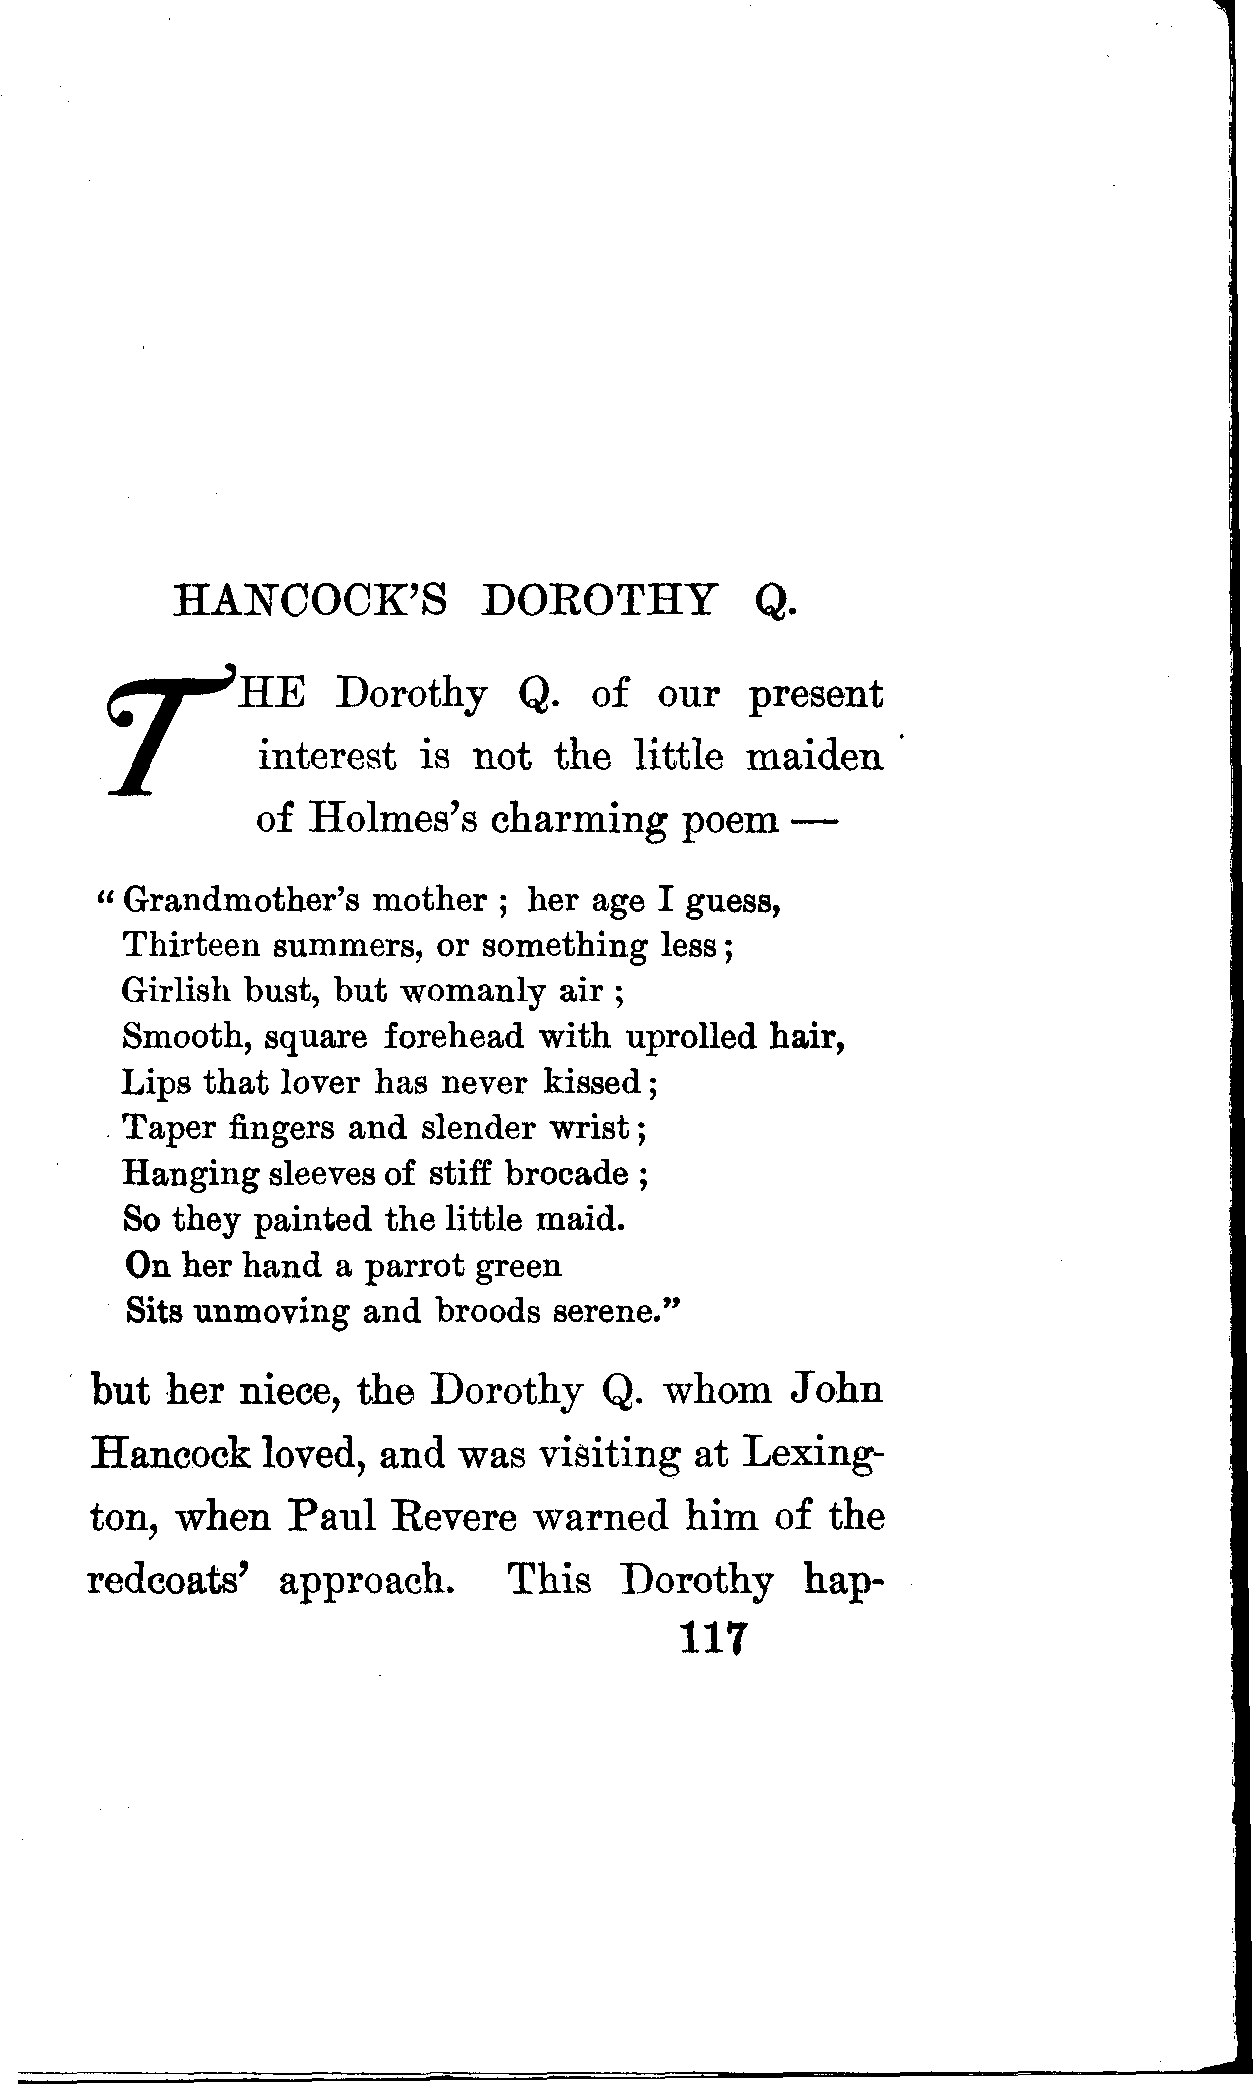 HANCOCK'S DOROTHY Q.
THE Dorothy Q. of our present
interest is not the little maiden
of Holmes's charming poem —
"Grandmother's mother ; her age I guess,
Thirteen summers, or something less ;
Girlish bust, but womanly air ;
Smooth, square forehead with uprolled hair,
Lips that lover has never kissed ;
Taper fingers and slender wrist ;
Hanging sleeves of stiff brocade ;
So they painted the little maid.
On her hand a parrot green
Sits unmoving and broods serene."
but her niece, the Dorothy Q. whom John
Hancock loved, and was visiting at Lexing-
ton, when Paul Revere warned him of the
redcoats' approach. This Dorothy hap-
117